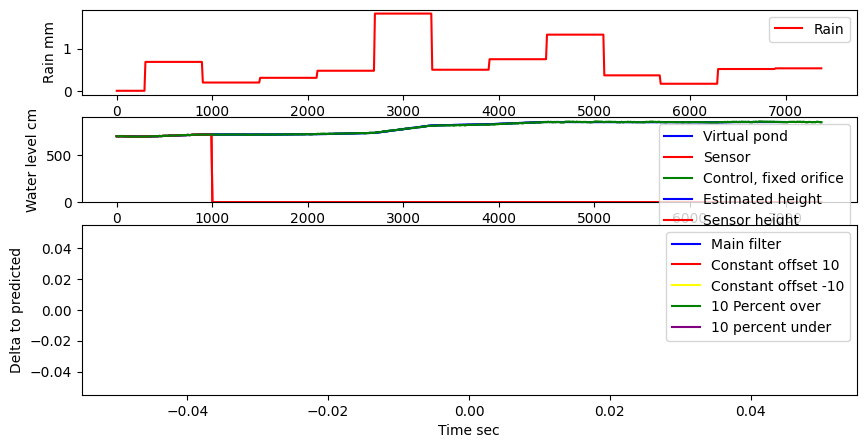 Rain mm
1
0
Rain
0
1000
2000
3000
4000
5000
6000
7000
Water level cm
500
0
Virtual pond
Sensor
Control, fixed orifice
Estimated height
Sensor height
0
1000
2000
3000
4000
5000
6000
7000
Delta to predicted
0.04
0.02
0.00
−0.02
−0.04
Main filter
Constant offset 10
Constant offset -10
10 Percent over
10 percent under
−0.04
−0.02
0.00
0.02
0.04
Time sec